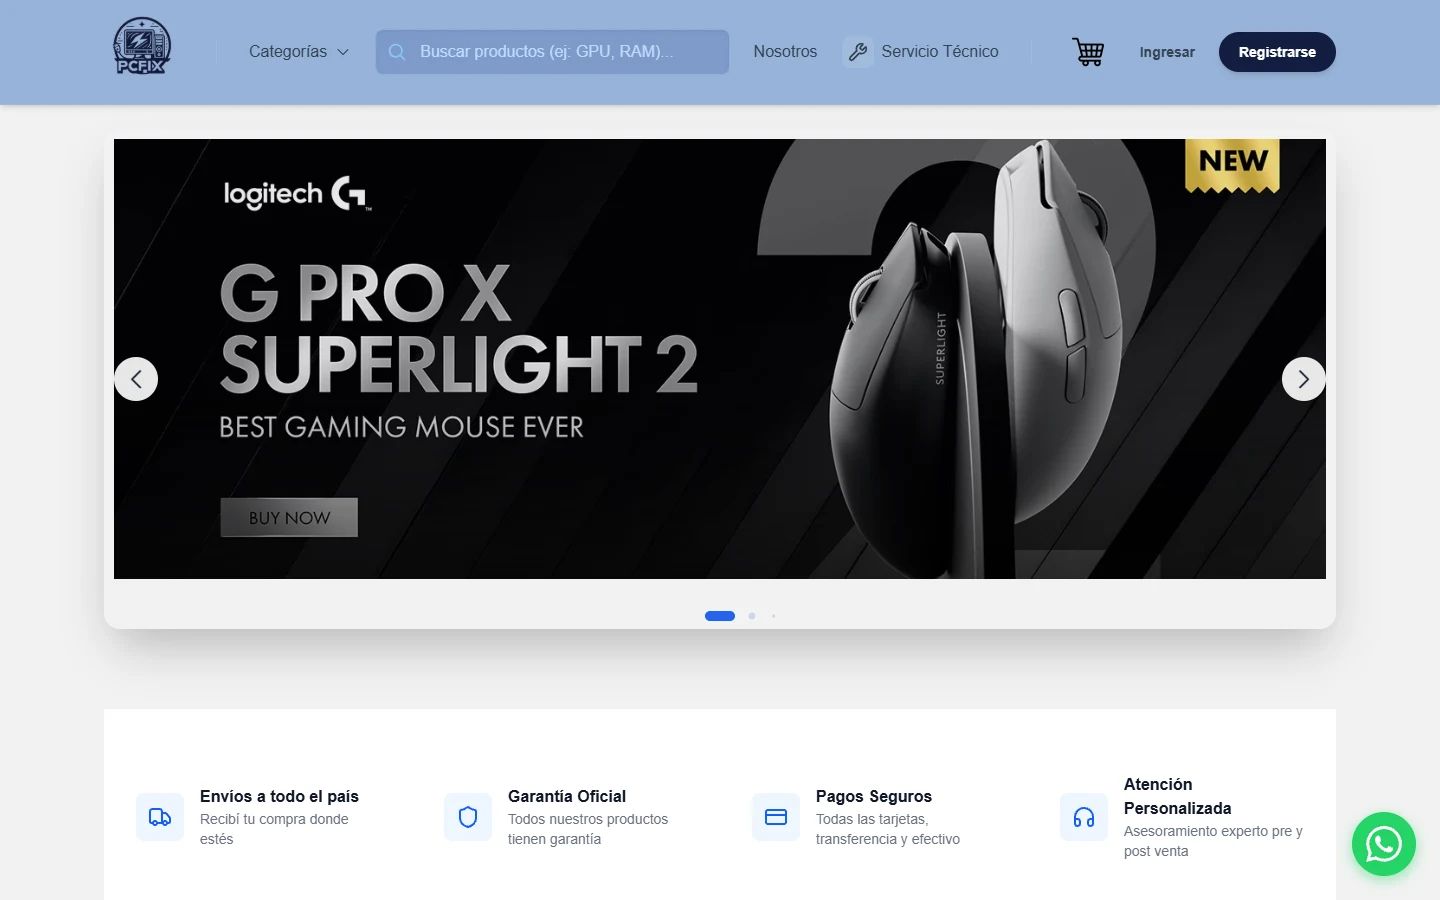 PCFIX
Categorías
Buscar productos (ej: GPU, RAM)...
Nosotros
Servicio Técnico
Ingresar
Registrarse
logitech G™
NEW
G PRO X
SUPERLIGHT 2
BEST GAMING MOUSE EVER
SUPERLIGHT
BUY NOW
Envíos a todo el país
Recibí tu compra donde
estés
Garantía Oficial
Todos nuestros productos
tienen garantía
Pagos Seguros
Todas las tarjetas,
transferencia y efectivo
Atención
Personalizada
Asesoramiento experto pre y
post venta